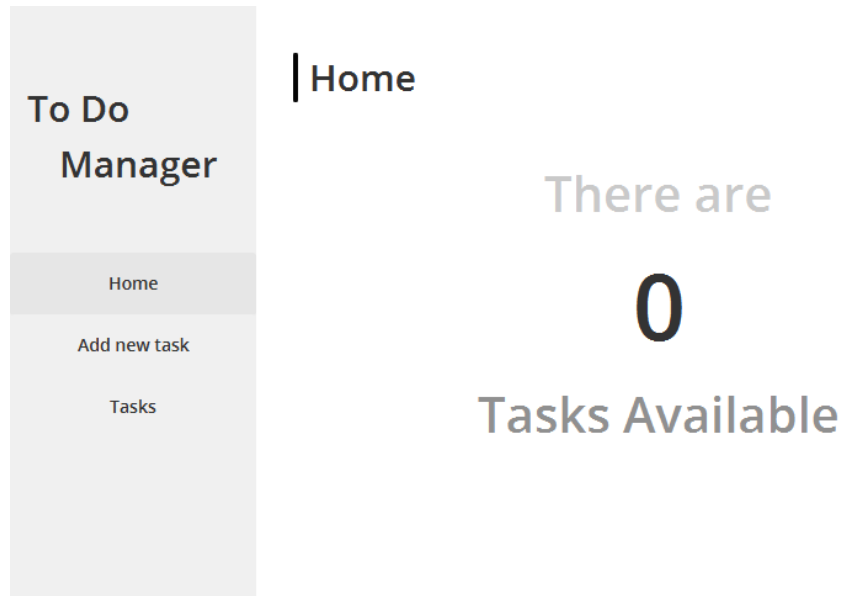 To Do
Manager
Home
Add new task
Tasks
Home
There are
0
Tasks Available